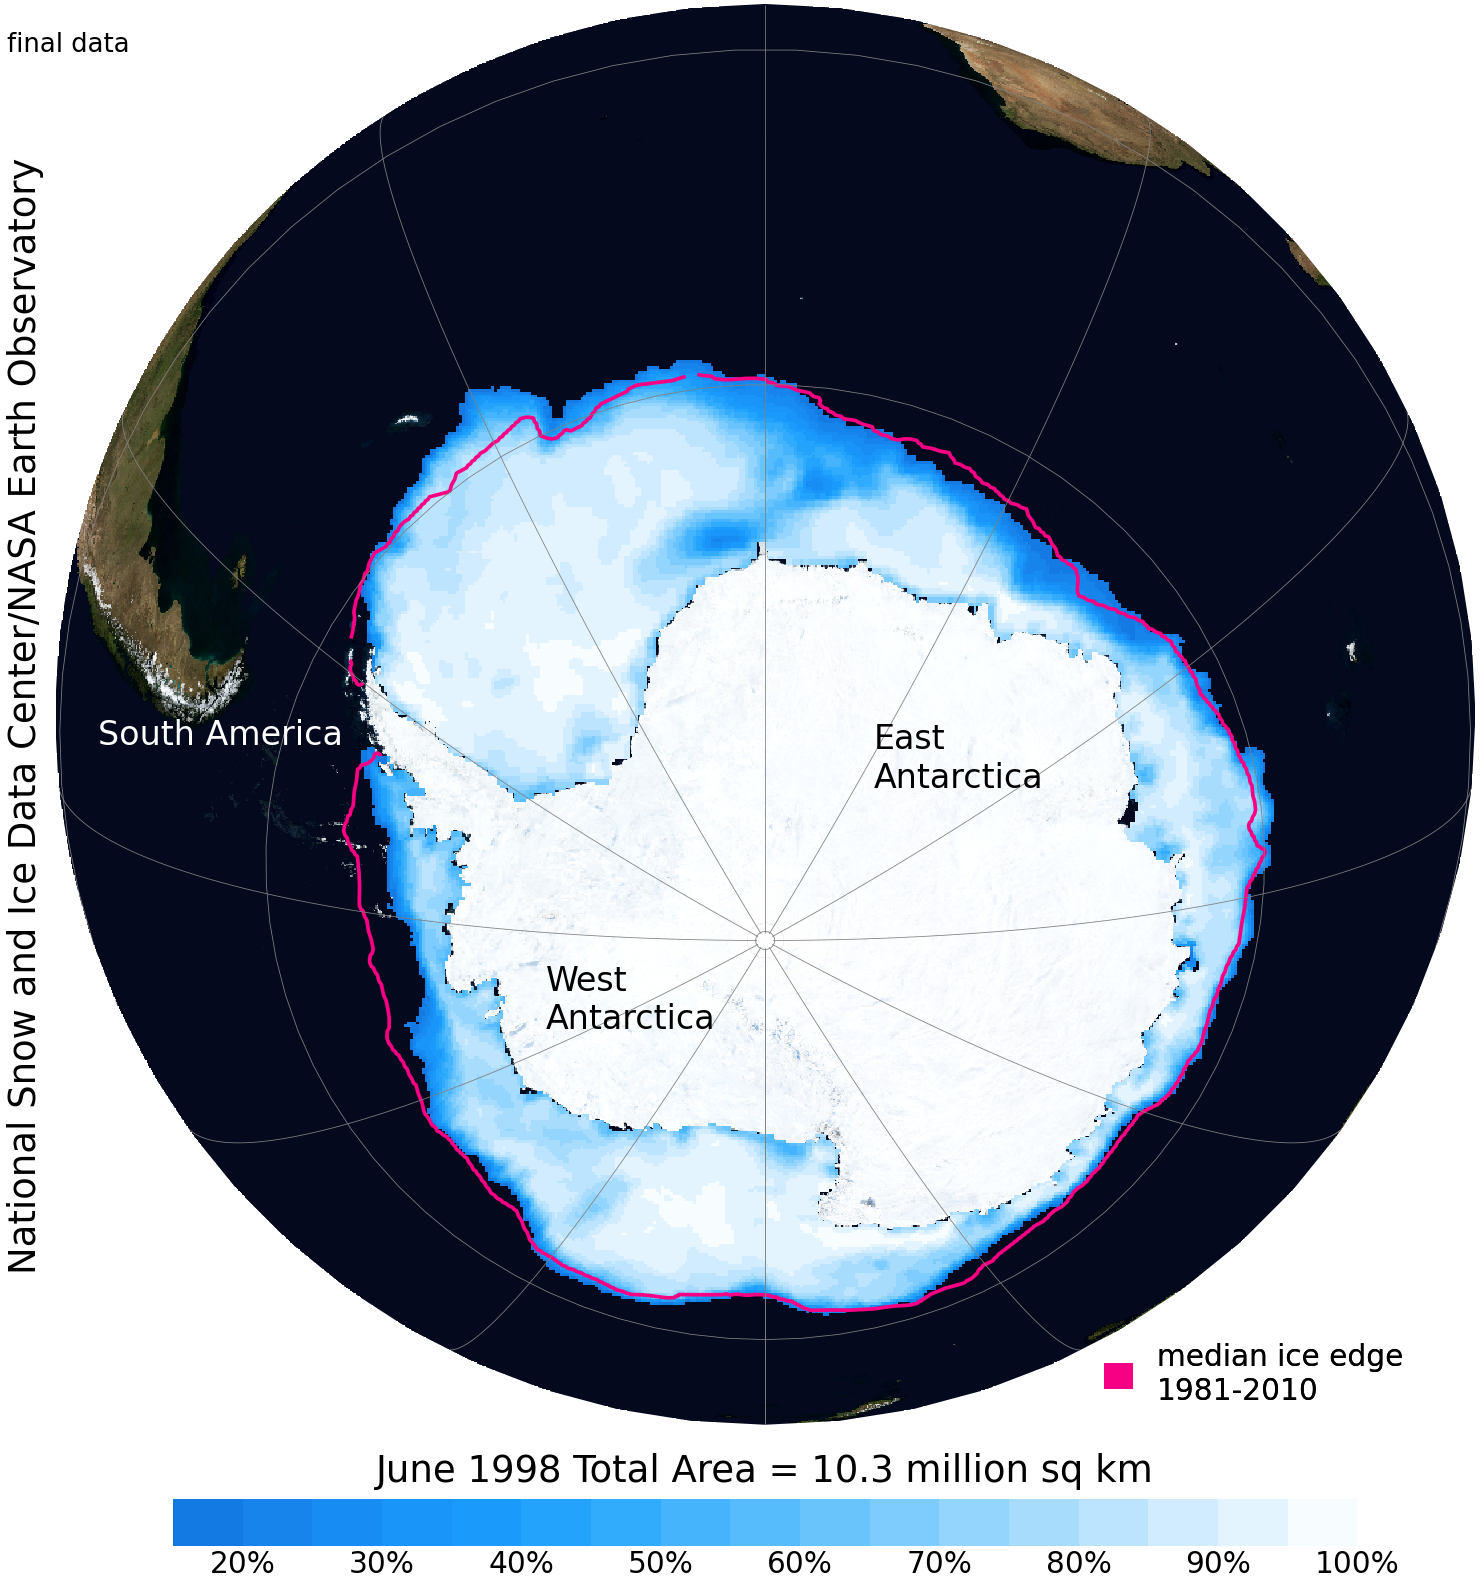 final data
National Snow and Ice Data Center/NASA Earth Observatory
South America
East
Antarctica
West
Antarctica
median ice edge
1981-2010
June 1998 Total Area = 10.3 million sq km
20% 30% 40% 50% 60% 70% 80% 90% 100%